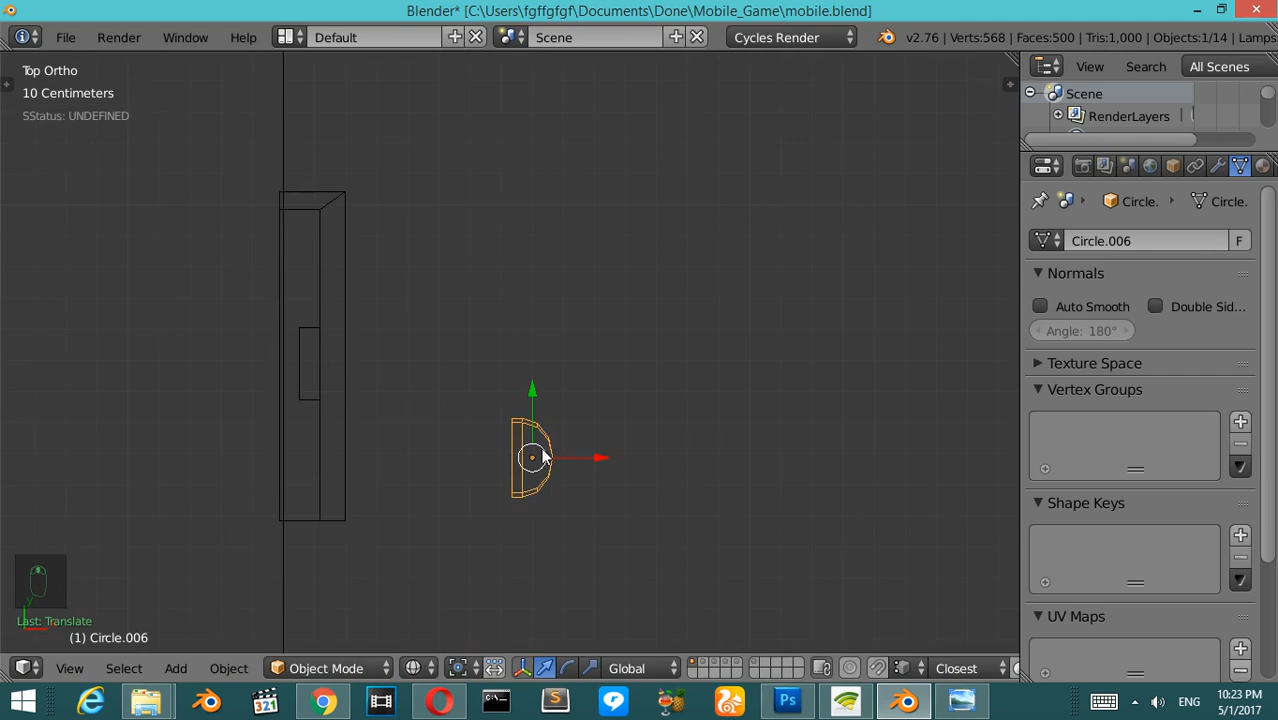 Blender* [C:\Users\fgffgfgf\Documents\Done\Mobile_Game\mobile.blend]
File Render Window Help Default Scene Cycles Render v2.76 | Verts:568 | Faces:500 | Tris:1,000 | Objects:1/14 | Lamps
Top Ortho
10 Centimeters
SStatus: UNDEFINED
View Search All Scenes
Scene
RenderLayers
Circle. Circle.
Circle.006 F
Normals
Auto Smooth Double Sid...
Angle: 180°
Texture Space
Vertex Groups
Shape Keys
UV Maps
y
Last: Translate
(1) Circle.006
View Select Add Object Object Mode Global Closest
321
Ps
ENG
10:23 PM
5/1/2017